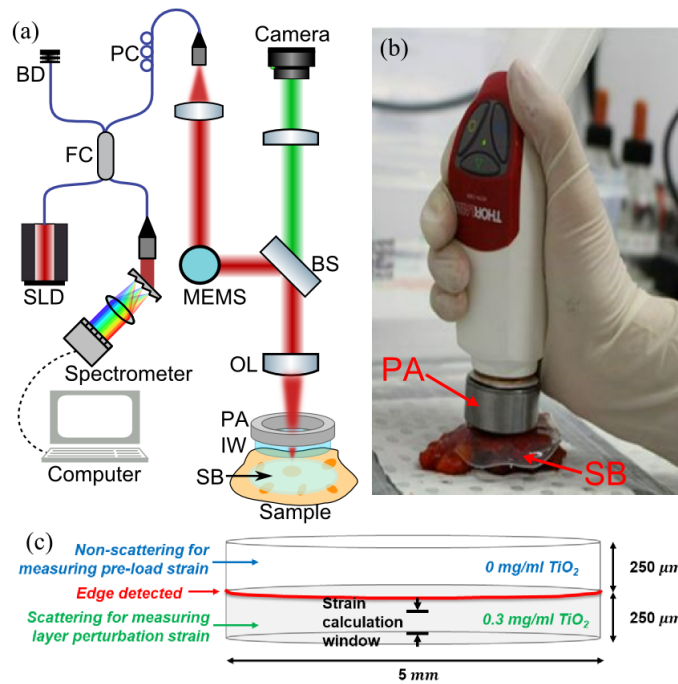 (a)
BD
PC
Camera
FC
SLD
MEMS
BS
Spectrometer
OL
PA
IW
SB
Computer
Sample
(b)
THORLABS
PA
SB
(c)
Non-scattering for
measuring pre-load strain
0 mg/ml TiO₂
250 μm
Edge detected
Scattering for measuring
layer perturbation strain
Strain
calculation
window
0.3 mg/ml TiO₂
250 μm
5 mm